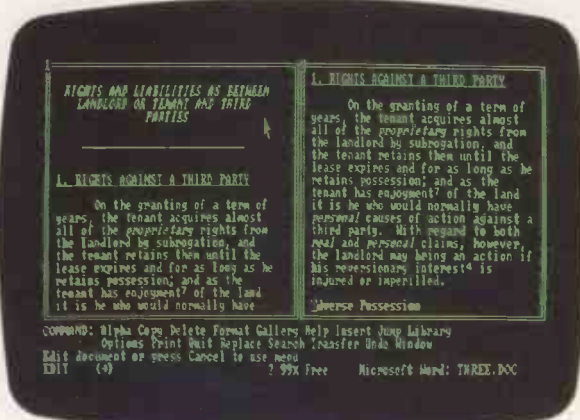 1
RIGHTS AND LIABILITIES AS BETWEEN
LANDLORD OR TENANT AND THIRD
PARTIES
1. RIGHTS AGAINST A THIRD PARTY
On the granting of a term of
years, the tenant acquires almost
all of the proprietary rights from
the landlord by subrogation, and
the tenant retains them until the
lease expires and for as long as he
retains possession; and as the
tenant has enjoyment7 of the land
it is he who would normally have
1. RIGHTS AGAINST A THIRD PARTY
On the granting of a term of
years, the tenant acquires almost
all of the proprietary rights from
the landlord by subrogation, and
the tenant retains them until the
lease expires and for as long as he
retains possession; and as the
tenant has enjoyment7 of the land
it is he who would normally have
personal causes of action against a
third party. With regard to both
real and personal claims, however,
the landlord may bring an action if
his reversionary interest4 is
injured or imperilled.
Adverse Possession
COMMAND: Alpha Copy Delete Format Gallery Help Insert Jump Library
Options Print Quit Replace Search Transfer Undo Window
Edit document or press Cancel to use menu
EDIT (+) ? 99% Free Microsoft Word: THREE.DOC